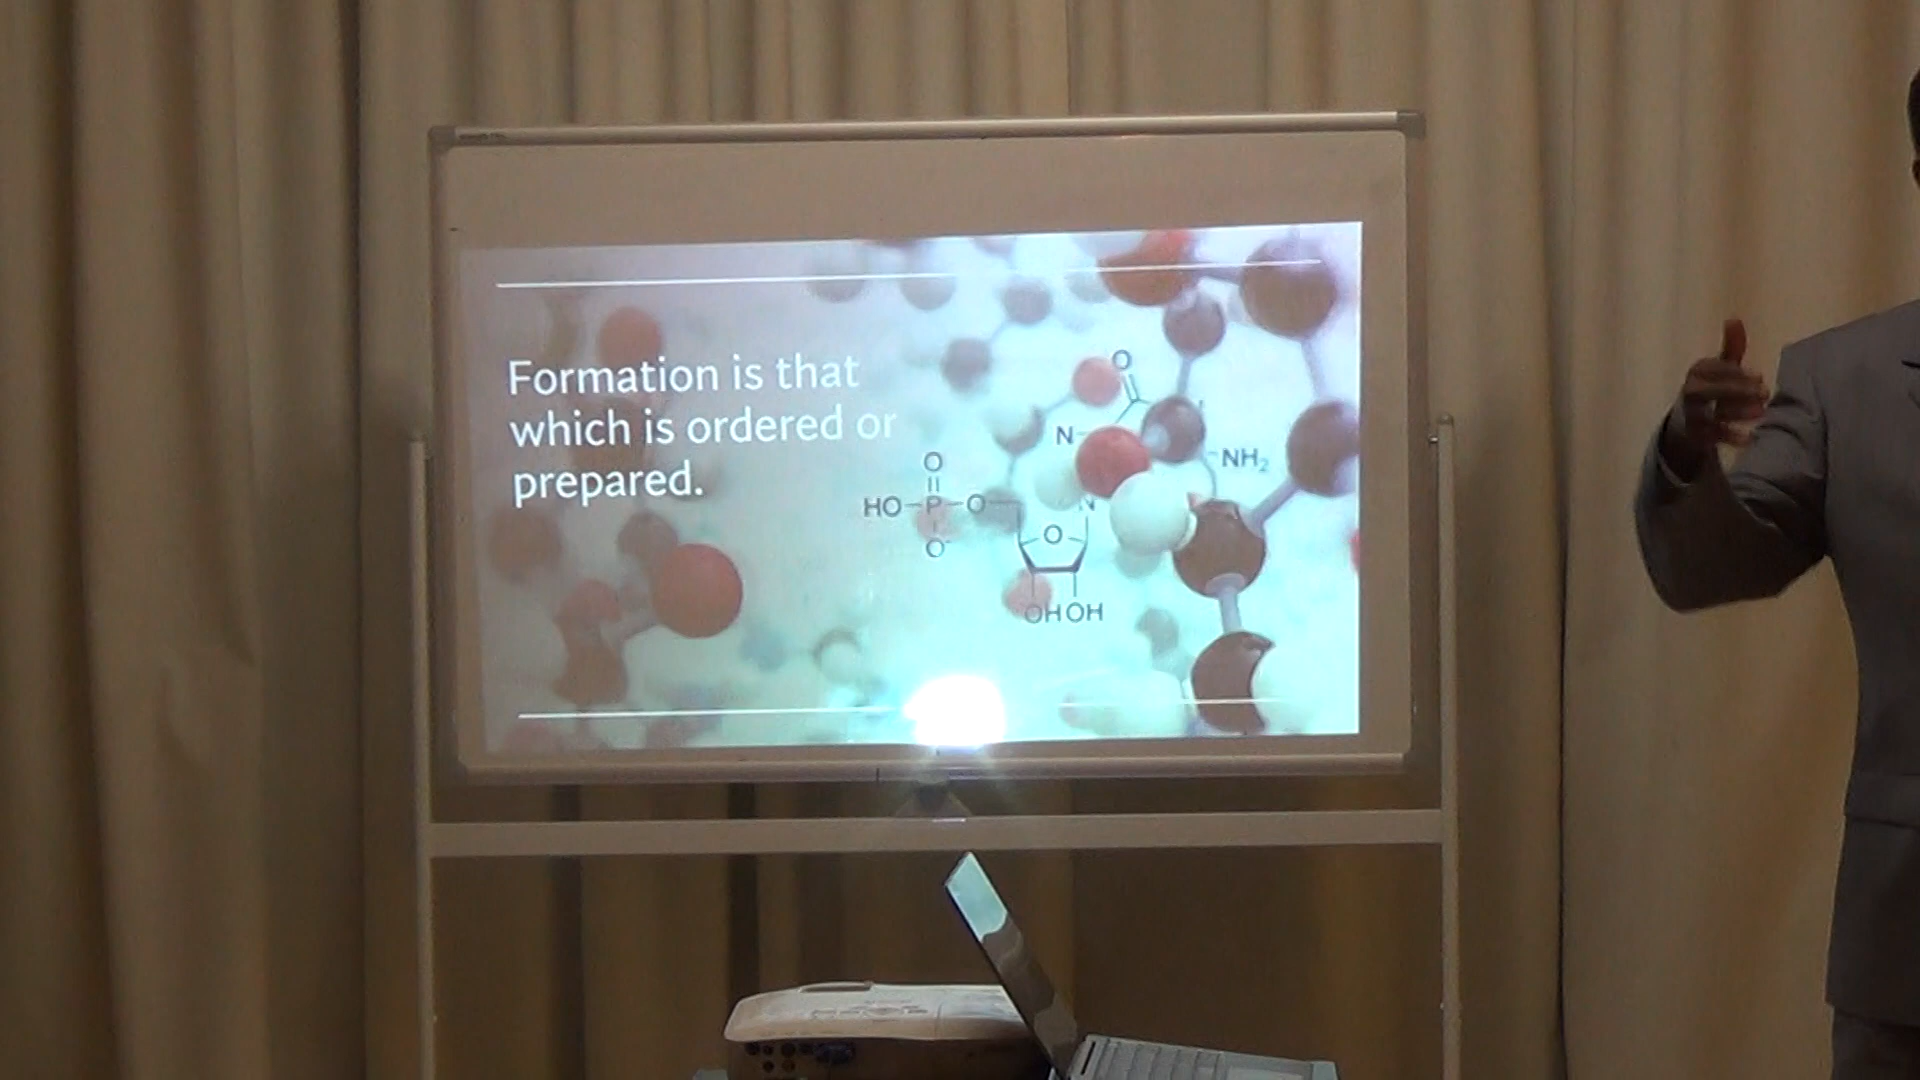 Formation is that
which is ordered or
prepared.
O
N
NH₂
O
HO-P-O
N
O
O⁻
OH OH